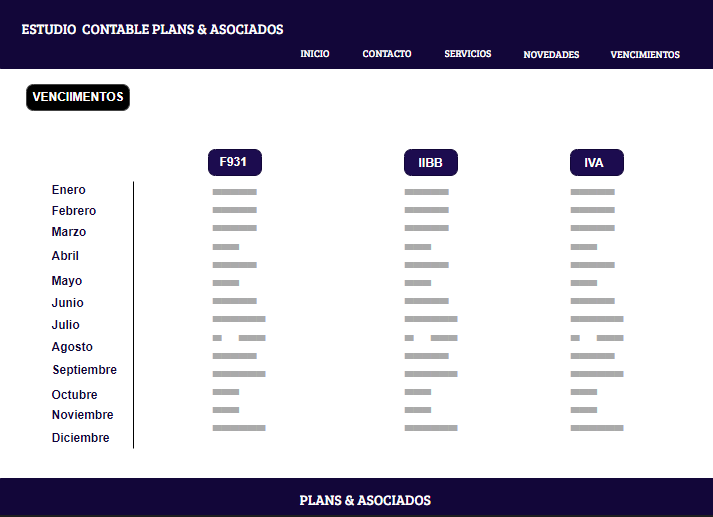 ESTUDIO CONTABLE PLANS & ASOCIADOS
INICIO CONTACTO SERVICIOS NOVEDADES VENCIMIENTOS
VENCIIMENTOS
F931 IIBB IVA
Enero
Febrero
Marzo
Abril
Mayo
Junio
Julio
Agosto
Septiembre
Octubre
Noviembre
Diciembre
PLANS & ASOCIADOS